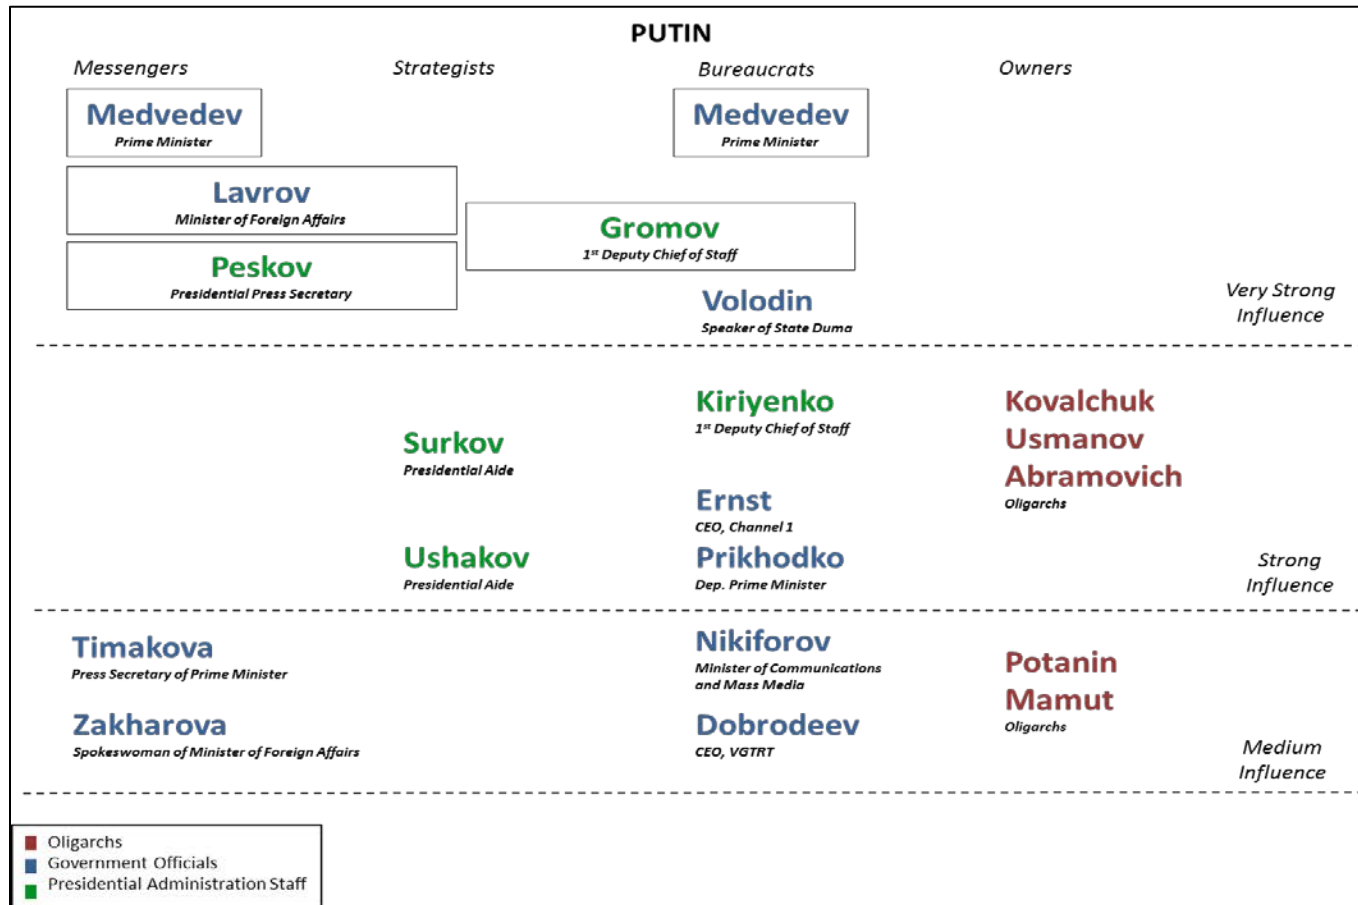 PUTIN
Messengers
Strategists
Bureaucrats
Owners
Medvedev
Prime Minister
Medvedev
Prime Minister
Lavrov
Minister of Foreign Affairs
Gromov
1st Deputy Chief of Staff
Peskov
Presidential Press Secretary
Volodin
Speaker of State Duma
Very Strong
Influence
Kiriyenko
1st Deputy Chief of Staff
Kovalchuk
Usmanov
Abramovich
Oligarchs
Surkov
Presidential Aide
Ernst
CEO, Channel 1
Ushakov
Presidential Aide
Prikhodko
Dep. Prime Minister
Strong
Influence
Timakova
Press Secretary of Prime Minister
Nikiforov
Minister of Communications
and Mass Media
Potanin
Mamut
Oligarchs
Zakharova
Spokeswoman of Minister of Foreign Affairs
Dobrodeev
CEO, VGTRT
Medium
Influence
Oligarchs
Government Officials
Presidential Administration Staff